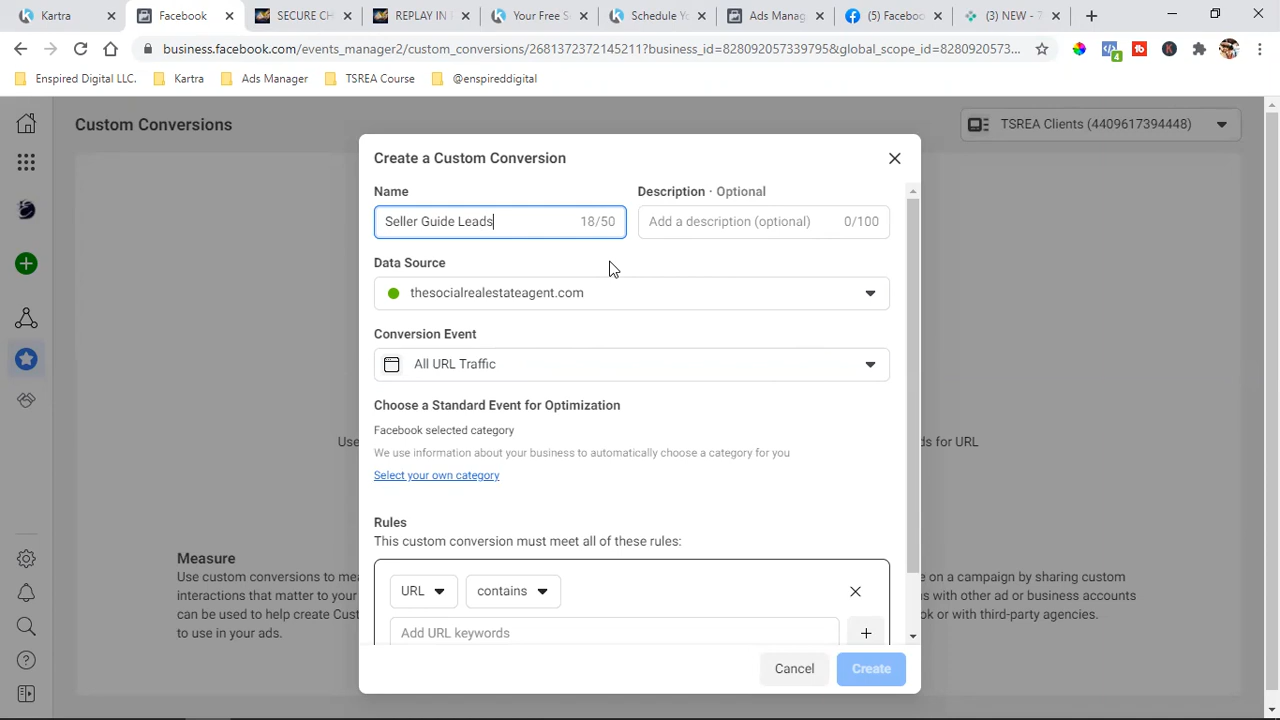 Kartra
Facebook
SECURE CH
REPLAY IN T
Your Free S
Schedule Yo
Ads Manag
(5) Faceboo
(3) NEW - 7
business.facebook.com/events_manager2/custom_conversions/2681372372145211?business_id=828092057339795&global_scope_id=8280920573...
4
Enspired Digital LLC.
Kartra
Ads Manager
TSREA Course
@enspireddigital
Custom Conversions
TSREA Clients (4409617394448)
Create a Custom Conversion
Name
Description · Optional
Seller Guide Leads
18/50
Add a description (optional)
0/100
Data Source
thesocialrealestateagent.com
Conversion Event
All URL Traffic
Choose a Standard Event for Optimization
Facebook selected category
Use
ds for URL
We use information about your business to automatically choose a category for you
Select your own category
Rules
This custom conversion must meet all of these rules:
Measure
Use custom conversions to me
interactions that matter to your
can be used to help create Cust
to use in your ads.
URL
contains
Add URL keywords
e on a campaign by sharing custom
s with other ad or business accounts
ok or with third-party agencies.
Cancel
Create